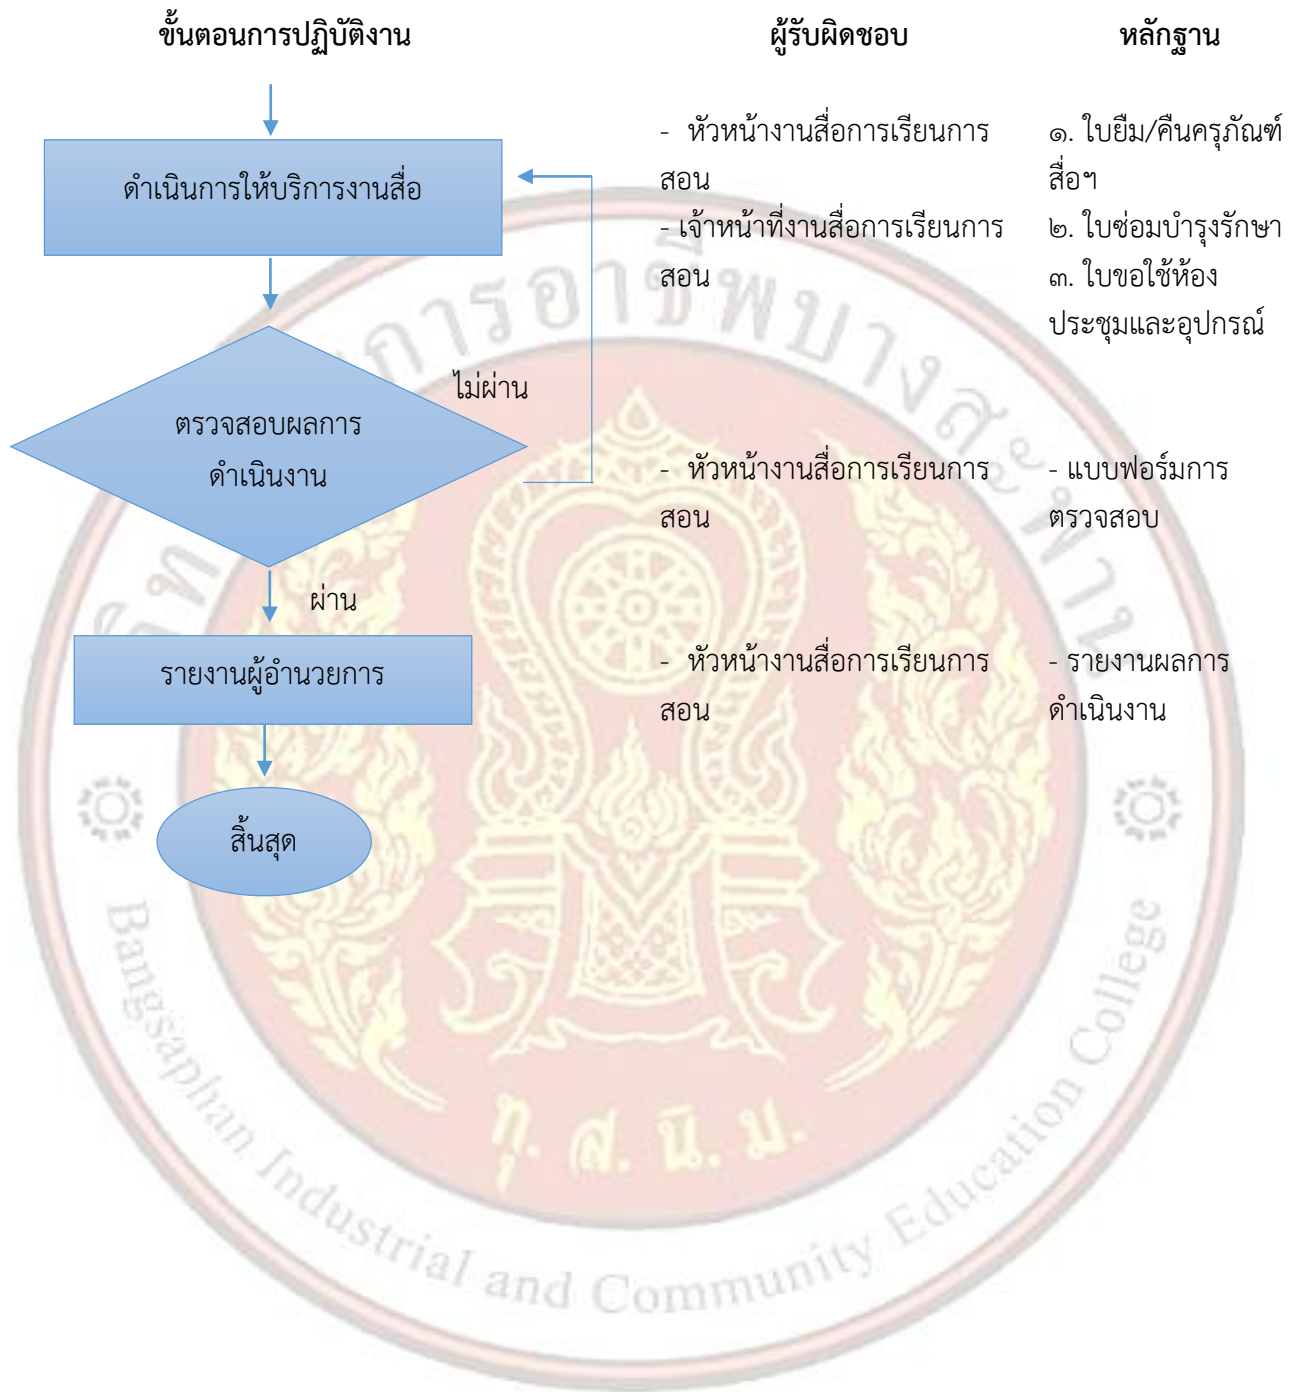 ขั้นตอนการปฏิบัติงาน ผู้รับผิดชอบ หลักฐาน
ดำเนินการให้บริการงานสื่อ
- หัวหน้างานสื่อการเรียนการ
สอน
- เจ้าหน้าที่งานสื่อการเรียนการ
สอน
๑. ใบยืม/คืนครุภัณฑ์
สื่อฯ
๒. ใบซ่อมบำรุงรักษา
๓. ใบขอใช้ห้อง
ประชุมและอุปกรณ์
ตรวจสอบผลการ
ดำเนินงาน
ไม่ผ่าน
- หัวหน้างานสื่อการเรียนการ
สอน
- แบบฟอร์มการ
ตรวจสอบ
ผ่าน
รายงานผู้อำนวยการ
- หัวหน้างานสื่อการเรียนการ
สอน
- รายงานผลการ
ดำเนินงาน
สิ้นสุด
การอาชีพบางสะพาน
ทุ. ส. นิ. ม.
Bangsaphan Industrial and Community Education College